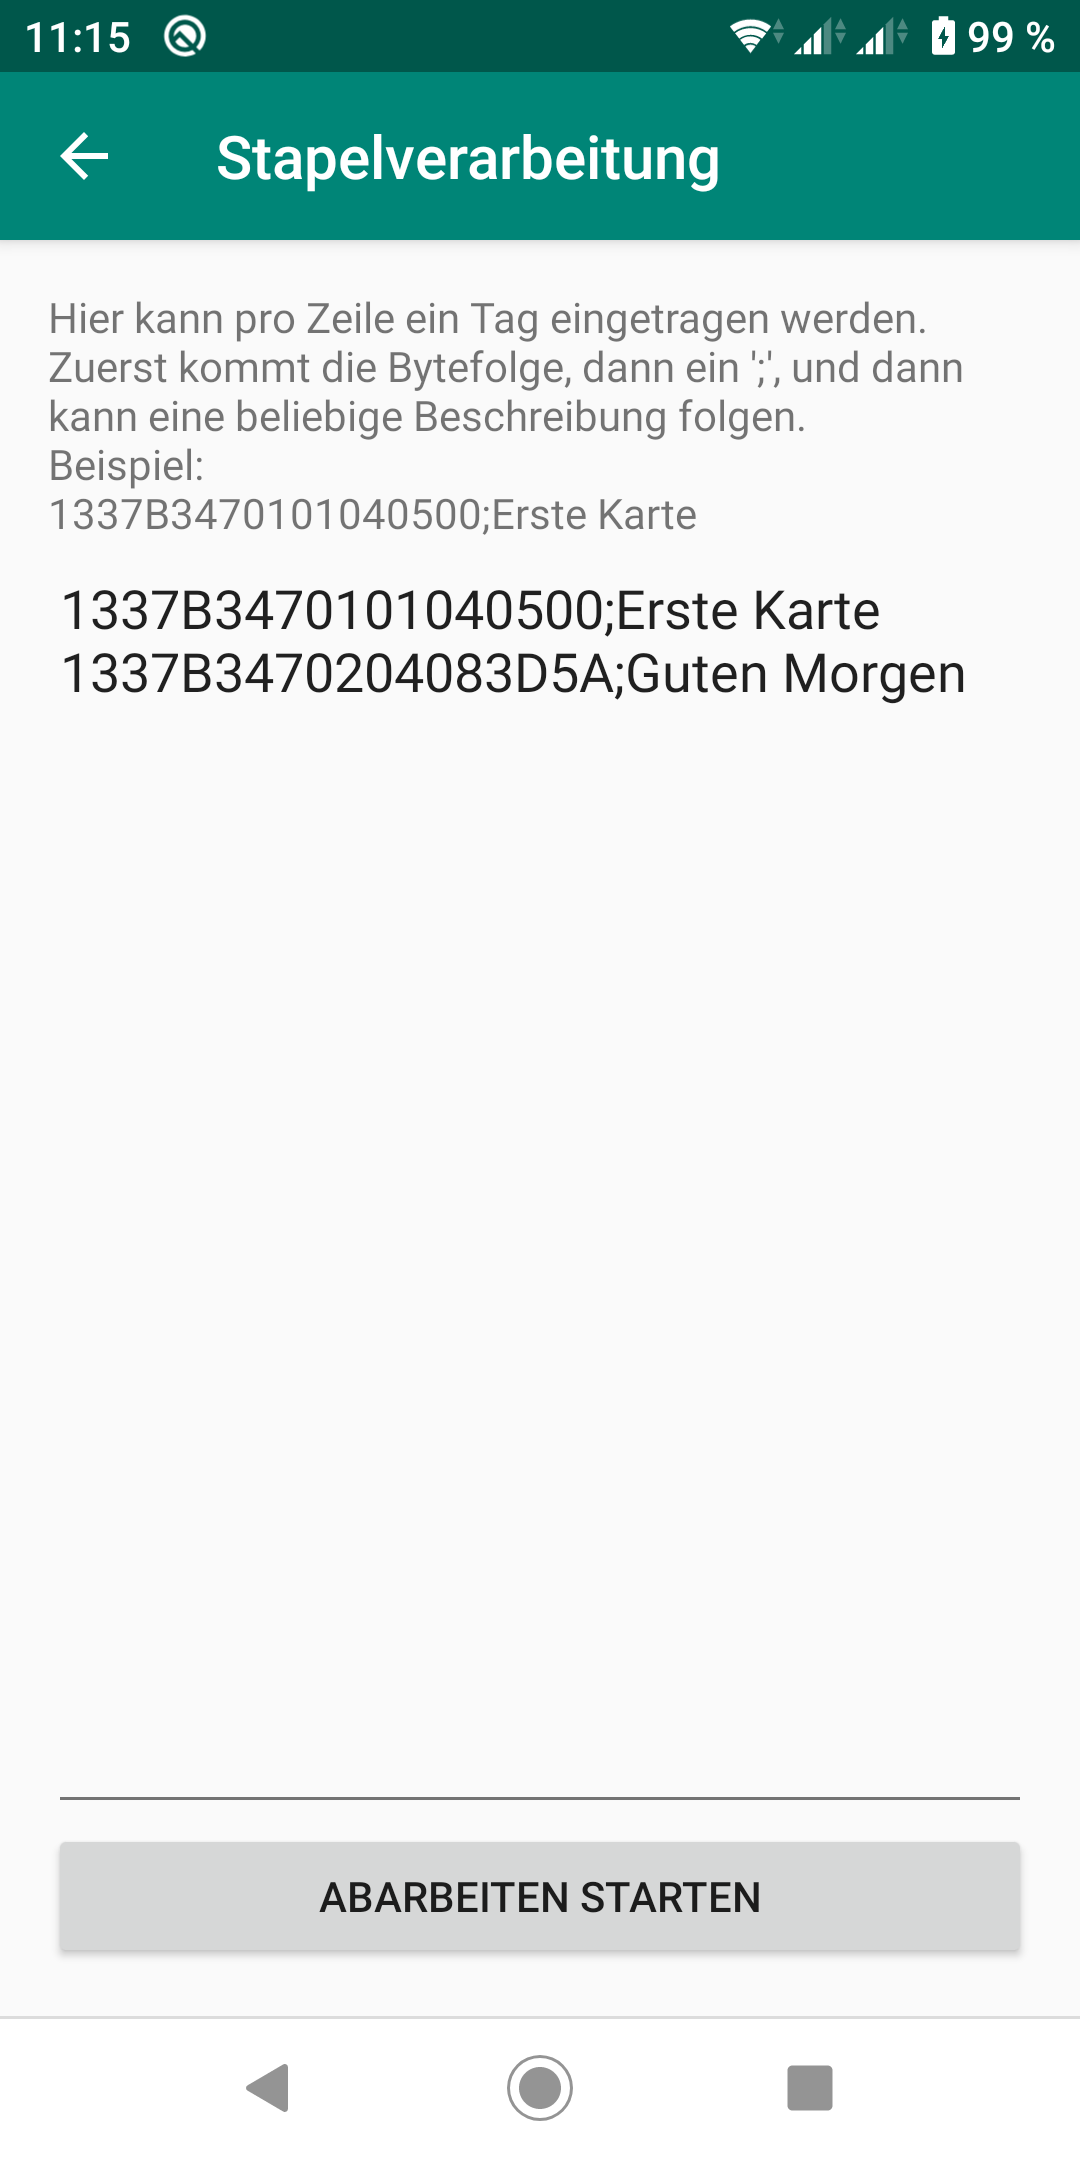 11:15
99 %
Stapelverarbeitung
Hier kann pro Zeile ein Tag eingetragen werden.
Zuerst kommt die Bytefolge, dann ein ';', und dann
kann eine beliebige Beschreibung folgen.
Beispiel:
1337B3470101040500;Erste Karte
1337B3470101040500;Erste Karte
1337B3470204083D5A;Guten Morgen
ABARBEITEN STARTEN